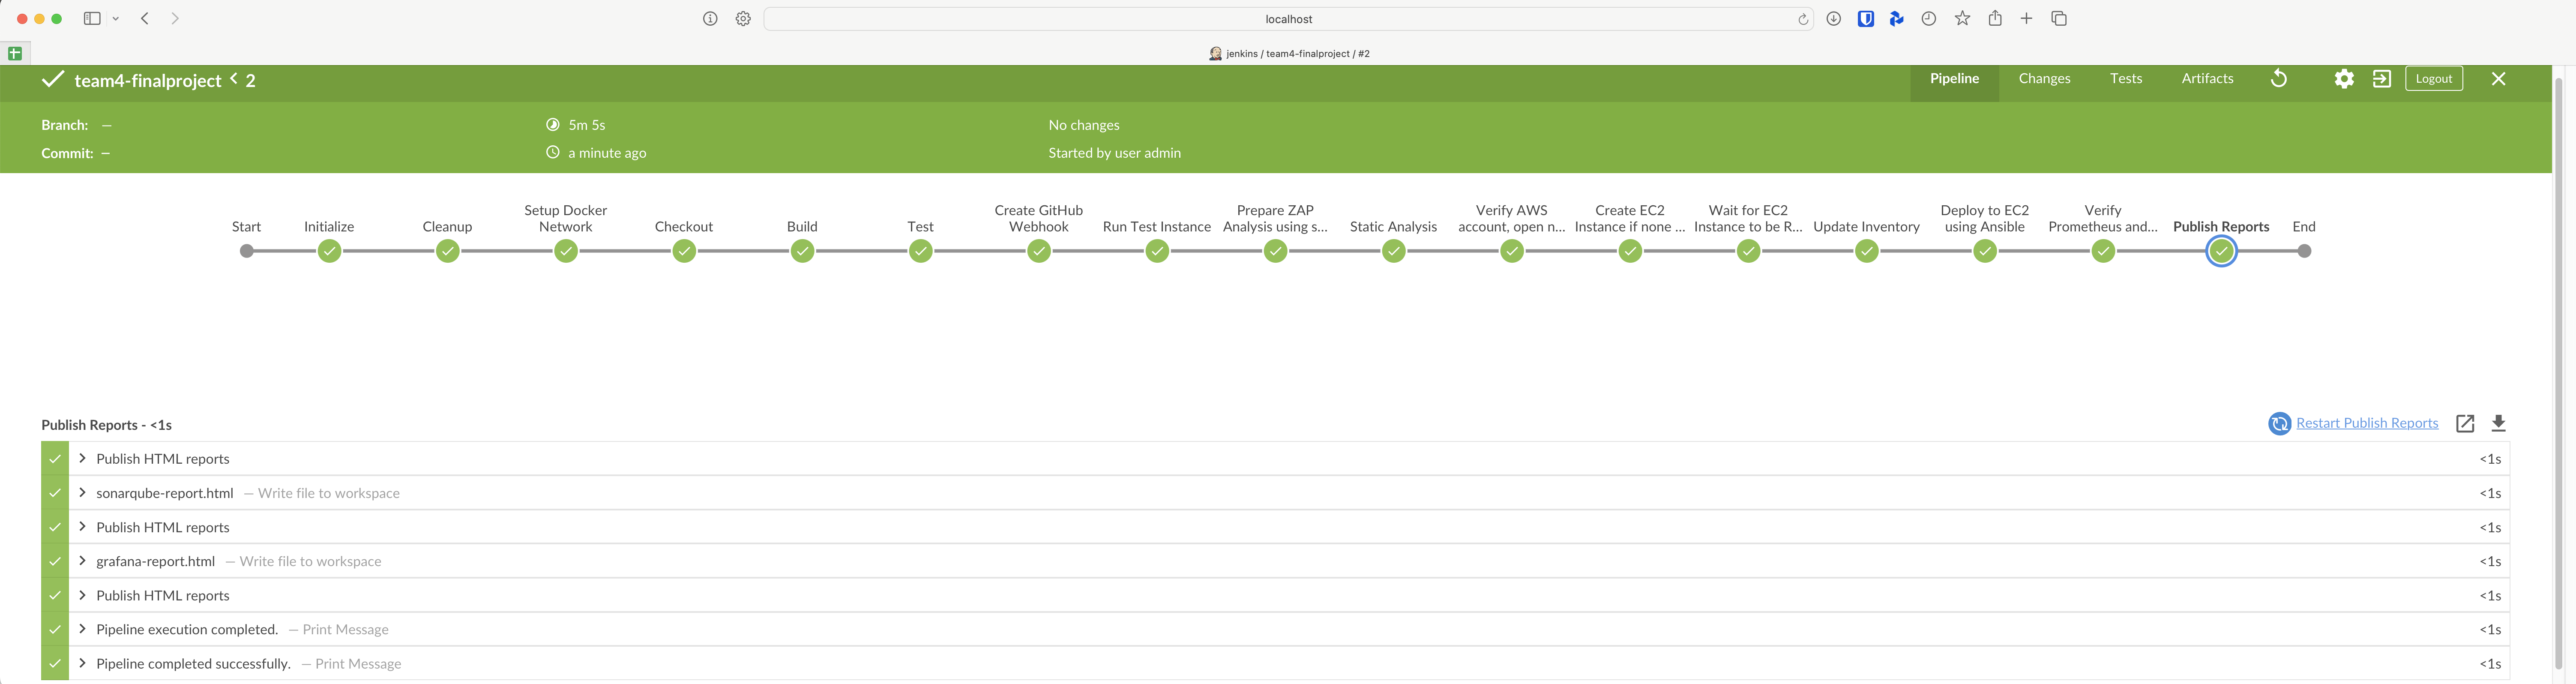 localhost
jenkins / team4-finalproject / #2
team4-finalproject < 2
Pipeline Changes Tests Artifacts Logout
Branch: —
5m 5s
No changes
Commit: —
a minute ago
Started by user admin
Start
Initialize
Cleanup
Setup Docker
Network
Checkout
Build
Test
Create GitHub
Webhook
Run Test Instance
Prepare ZAP
Analysis using s...
Static Analysis
Verify AWS
account, open n...
Create EC2
Instance if none ...
Wait for EC2
Instance to be R...
Update Inventory
Deploy to EC2
using Ansible
Verify
Prometheus and...
Publish Reports
End
Publish Reports - <1s
Restart Publish Reports
Publish HTML reports <1s
sonarqube-report.html — Write file to workspace <1s
Publish HTML reports <1s
grafana-report.html — Write file to workspace <1s
Publish HTML reports <1s
Pipeline execution completed. — Print Message <1s
Pipeline completed successfully. — Print Message <1s